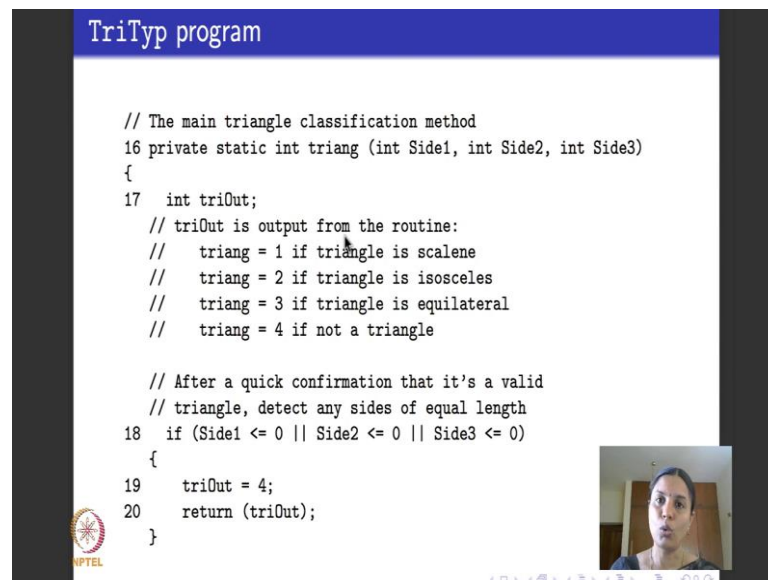 TriTyp program
// The main triangle classification method
16 private static int triang (int Side1, int Side2, int Side3)
{
17 int triOut;
// triOut is output from the routine:
// triang = 1 if triangle is scalene
// triang = 2 if triangle is isosceles
// triang = 3 if triangle is equilateral
// triang = 4 if not a triangle
// After a quick confirmation that it's a valid
// triangle, detect any sides of equal length
18 if (Side1 <= 0 || Side2 <= 0 || Side3 <= 0)
{
19 triOut = 4;
20 return (triOut);
}
NPTEL